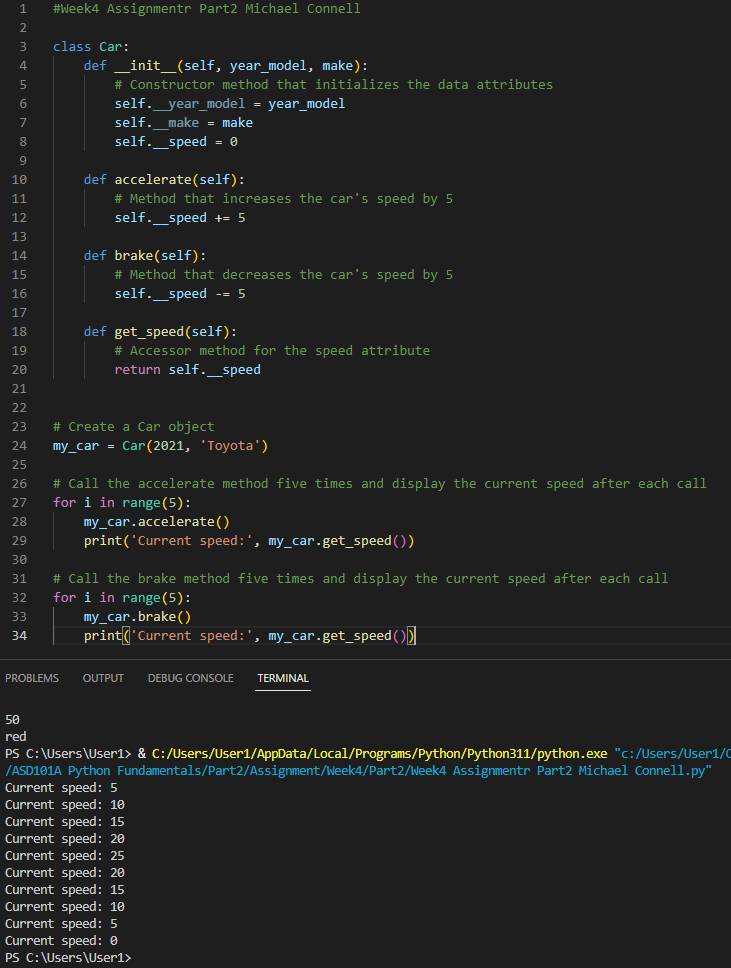 1 #Week4 Assignmentr Part2 Michael Connell
2
3 class Car:
4     def __init__(self, year_model, make):
5         # Constructor method that initializes the data attributes
6         self.__year_model = year_model
7         self.__make = make
8         self.__speed = 0
9
10     def accelerate(self):
11         # Method that increases the car's speed by 5
12         self.__speed += 5
13
14     def brake(self):
15         # Method that decreases the car's speed by 5
16         self.__speed -= 5
17
18     def get_speed(self):
19         # Accessor method for the speed attribute
20         return self.__speed
21
22
23 # Create a Car object
24 my_car = Car(2021, 'Toyota')
25
26 # Call the accelerate method five times and display the current speed after each call
27 for i in range(5):
28     my_car.accelerate()
29     print('Current speed:', my_car.get_speed())
30
31 # Call the brake method five times and display the current speed after each call
32 for i in range(5):
33     my_car.brake()
34     print('Current speed:', my_car.get_speed())
PROBLEMS OUTPUT DEBUG CONSOLE TERMINAL
50
red
PS C:\Users\User1> & C:/Users/User1/AppData/Local/Programs/Python/Python311/python.exe "c:/Users/User1/
/ASD101A Python Fundamentals/Part2/Assignment/Week4/Part2/Week4 Assignmentr Part2 Michael Connell.py"
Current speed: 5
Current speed: 10
Current speed: 15
Current speed: 20
Current speed: 25
Current speed: 20
Current speed: 15
Current speed: 10
Current speed: 5
Current speed: 0
PS C:\Users\User1>